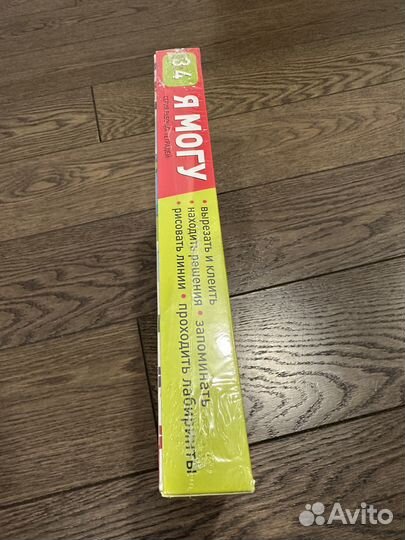 3-4
Я МОГУ
• вырезать и клеить
• находить решения • запоминать
• рисовать линии • проходить лабиринты
Avito